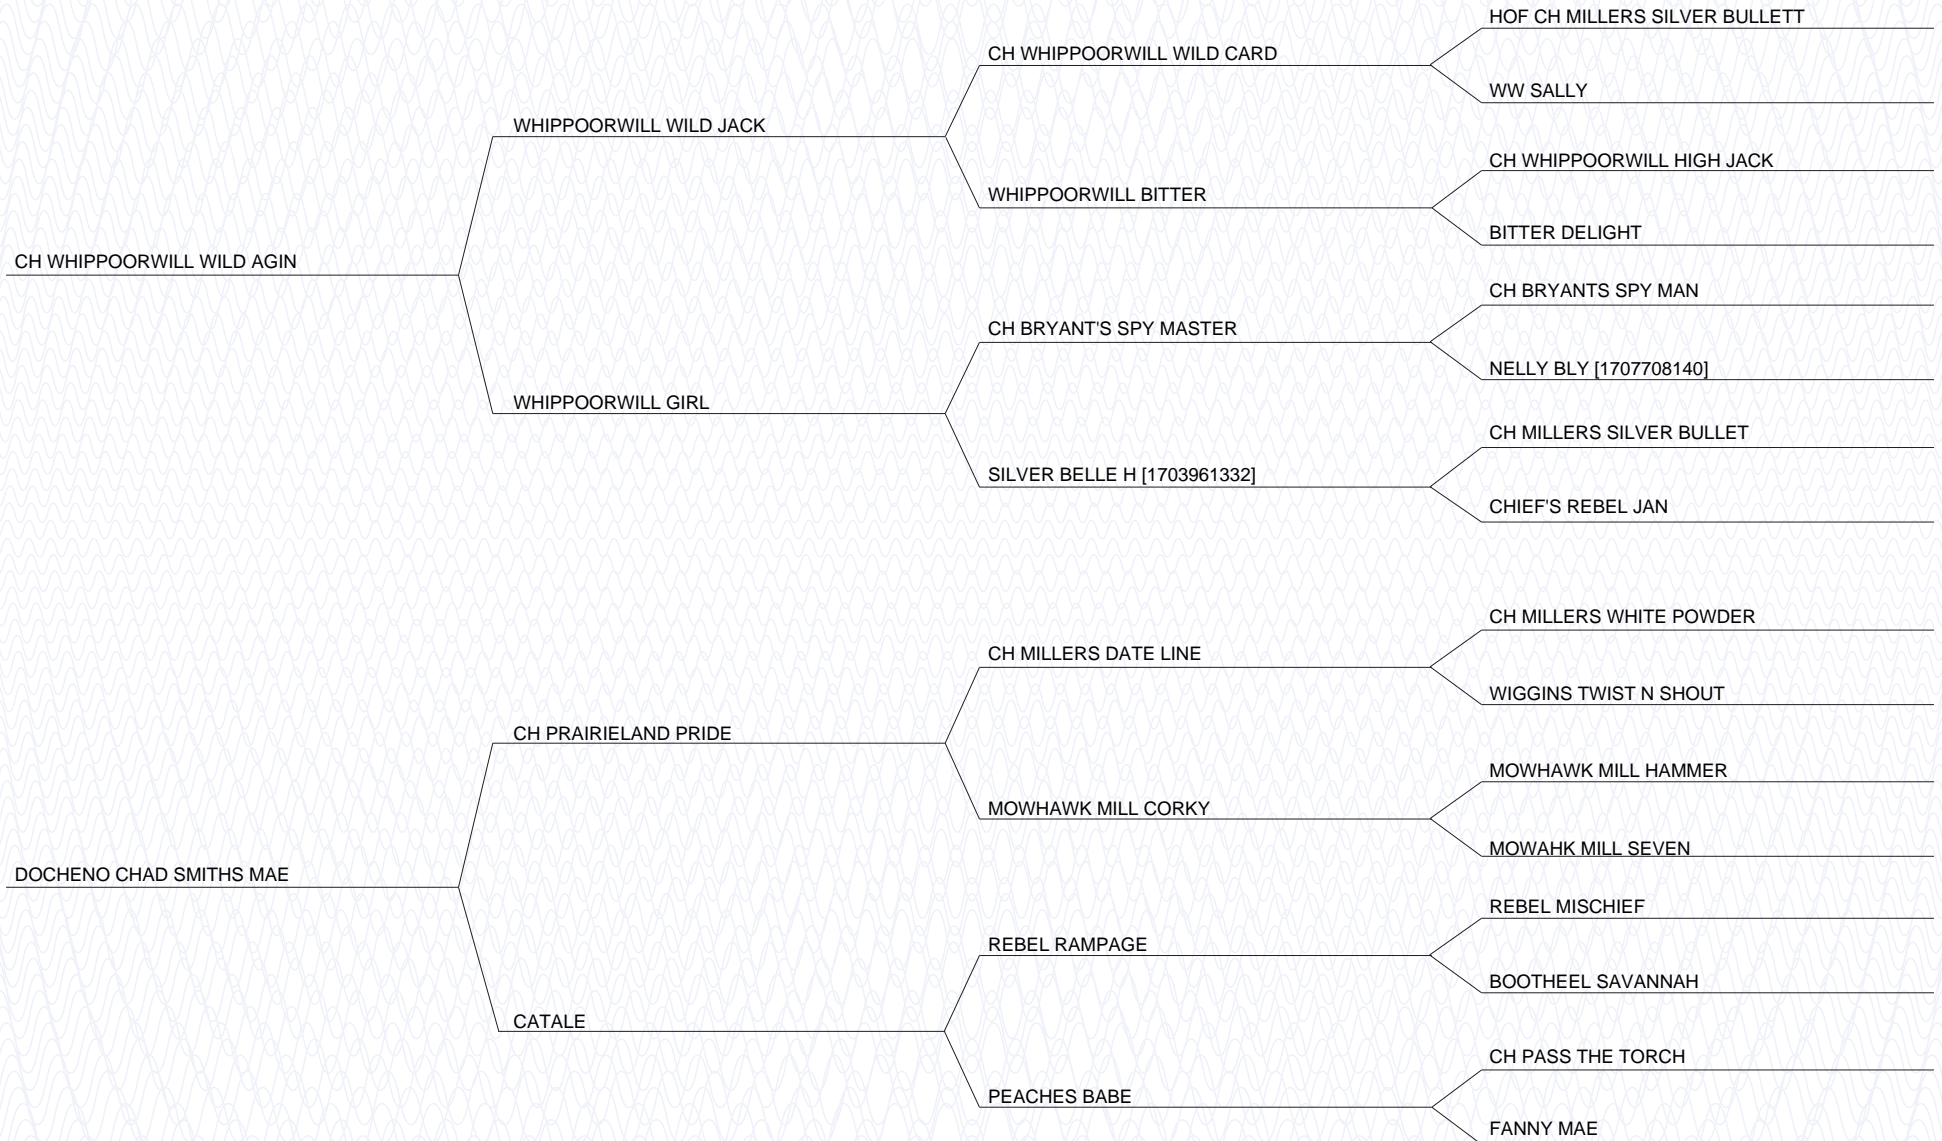 HOF CH MILLERS SILVER BULLETT
CH WHIPPOORWILL WILD CARD
WW SALLY
WHIPPOORWILL WILD JACK
CH WHIPPOORWILL HIGH JACK
WHIPPOORWILL BITTER
BITTER DELIGHT
CH WHIPPOORWILL WILD AGIN
CH BRYANTS SPY MAN
CH BRYANT'S SPY MASTER
NELLY BLY [1707708140]
WHIPPOORWILL GIRL
CH MILLERS SILVER BULLET
SILVER BELLE H [1703961332]
CHIEF'S REBEL JAN
CH MILLERS WHITE POWDER
CH MILLERS DATE LINE
WIGGINS TWIST N SHOUT
CH PRAIRIELAND PRIDE
MOWHAWK MILL HAMMER
MOWHAWK MILL CORKY
MOWAHK MILL SEVEN
DOCHENO CHAD SMITHS MAE
REBEL MISCHIEF
REBEL RAMPAGE
BOOTHEEL SAVANNAH
CATALE
CH PASS THE TORCH
PEACHES BABE
FANNY MAE